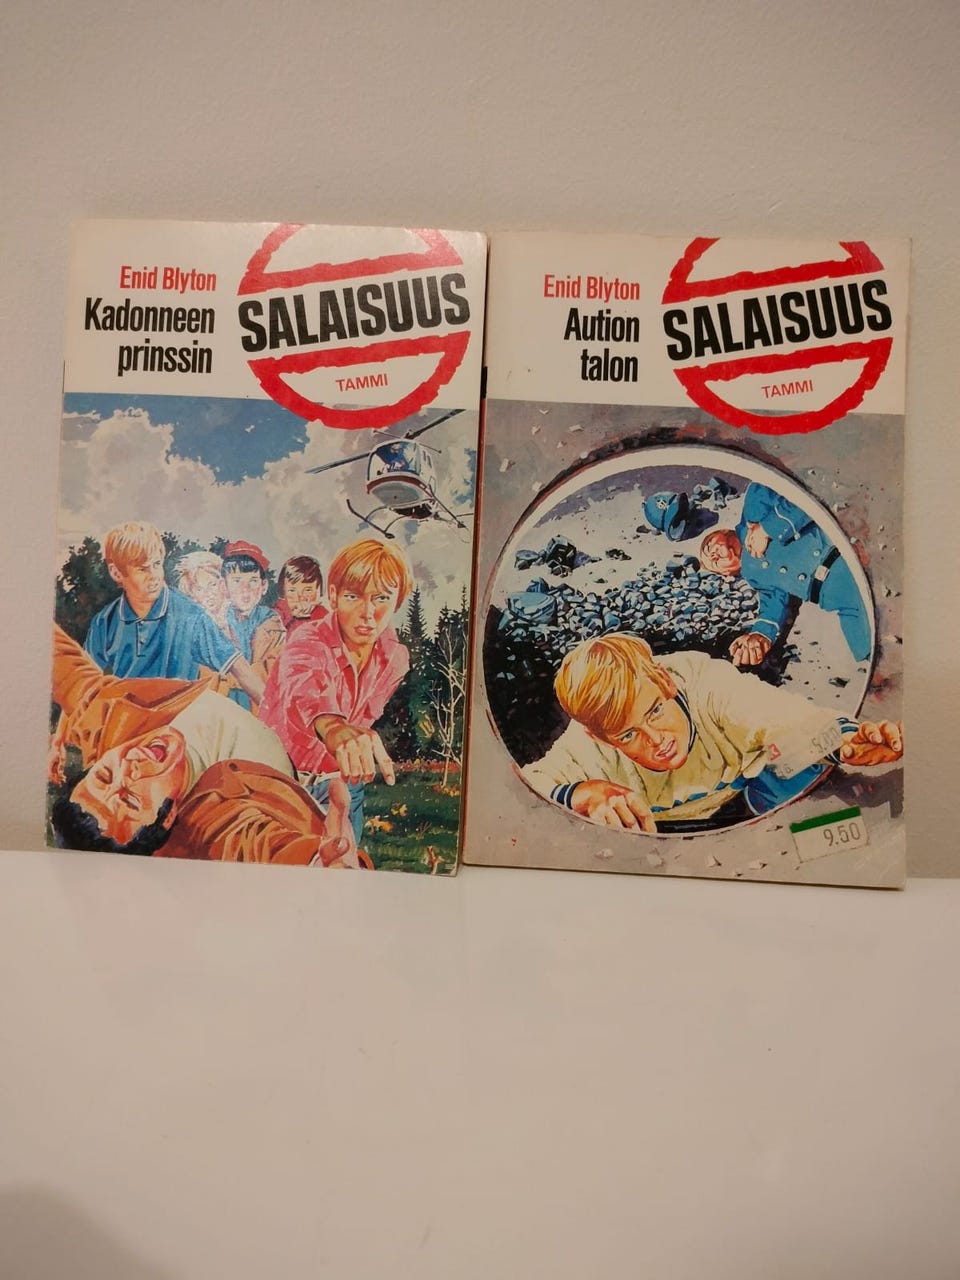 Enid Blyton
Kadonneen
prinssin
SALAISUUS
TAMMI
Enid Blyton
Aution
talon
SALAISUUS
TAMMI
9.50